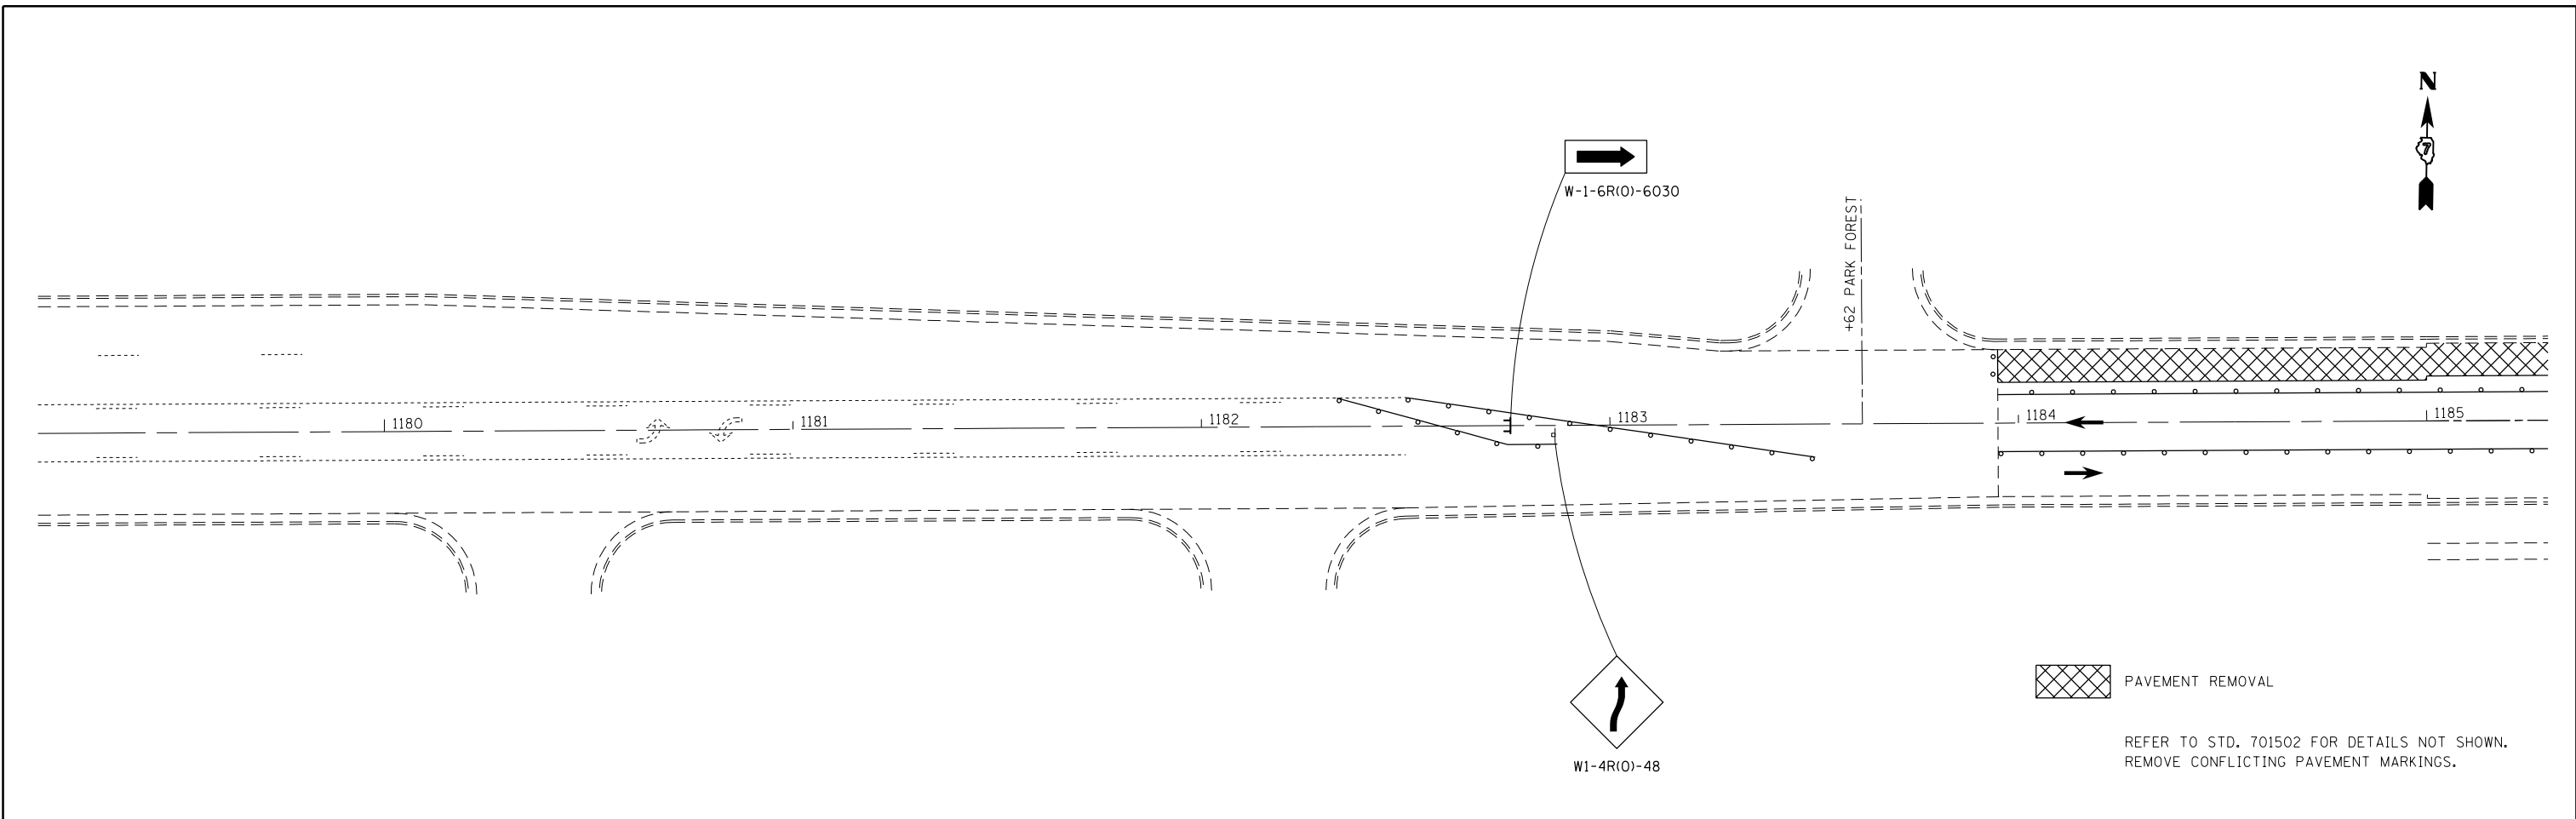 N
7
W-1-6R(O)-6030
+62 PARK FOREST
1180
1181
1182
1183
1184
1185
W1-4R(O)-48
PAVEMENT REMOVAL
REFER TO STD. 701502 FOR DETAILS NOT SHOWN.
REMOVE CONFLICTING PAVEMENT MARKINGS.